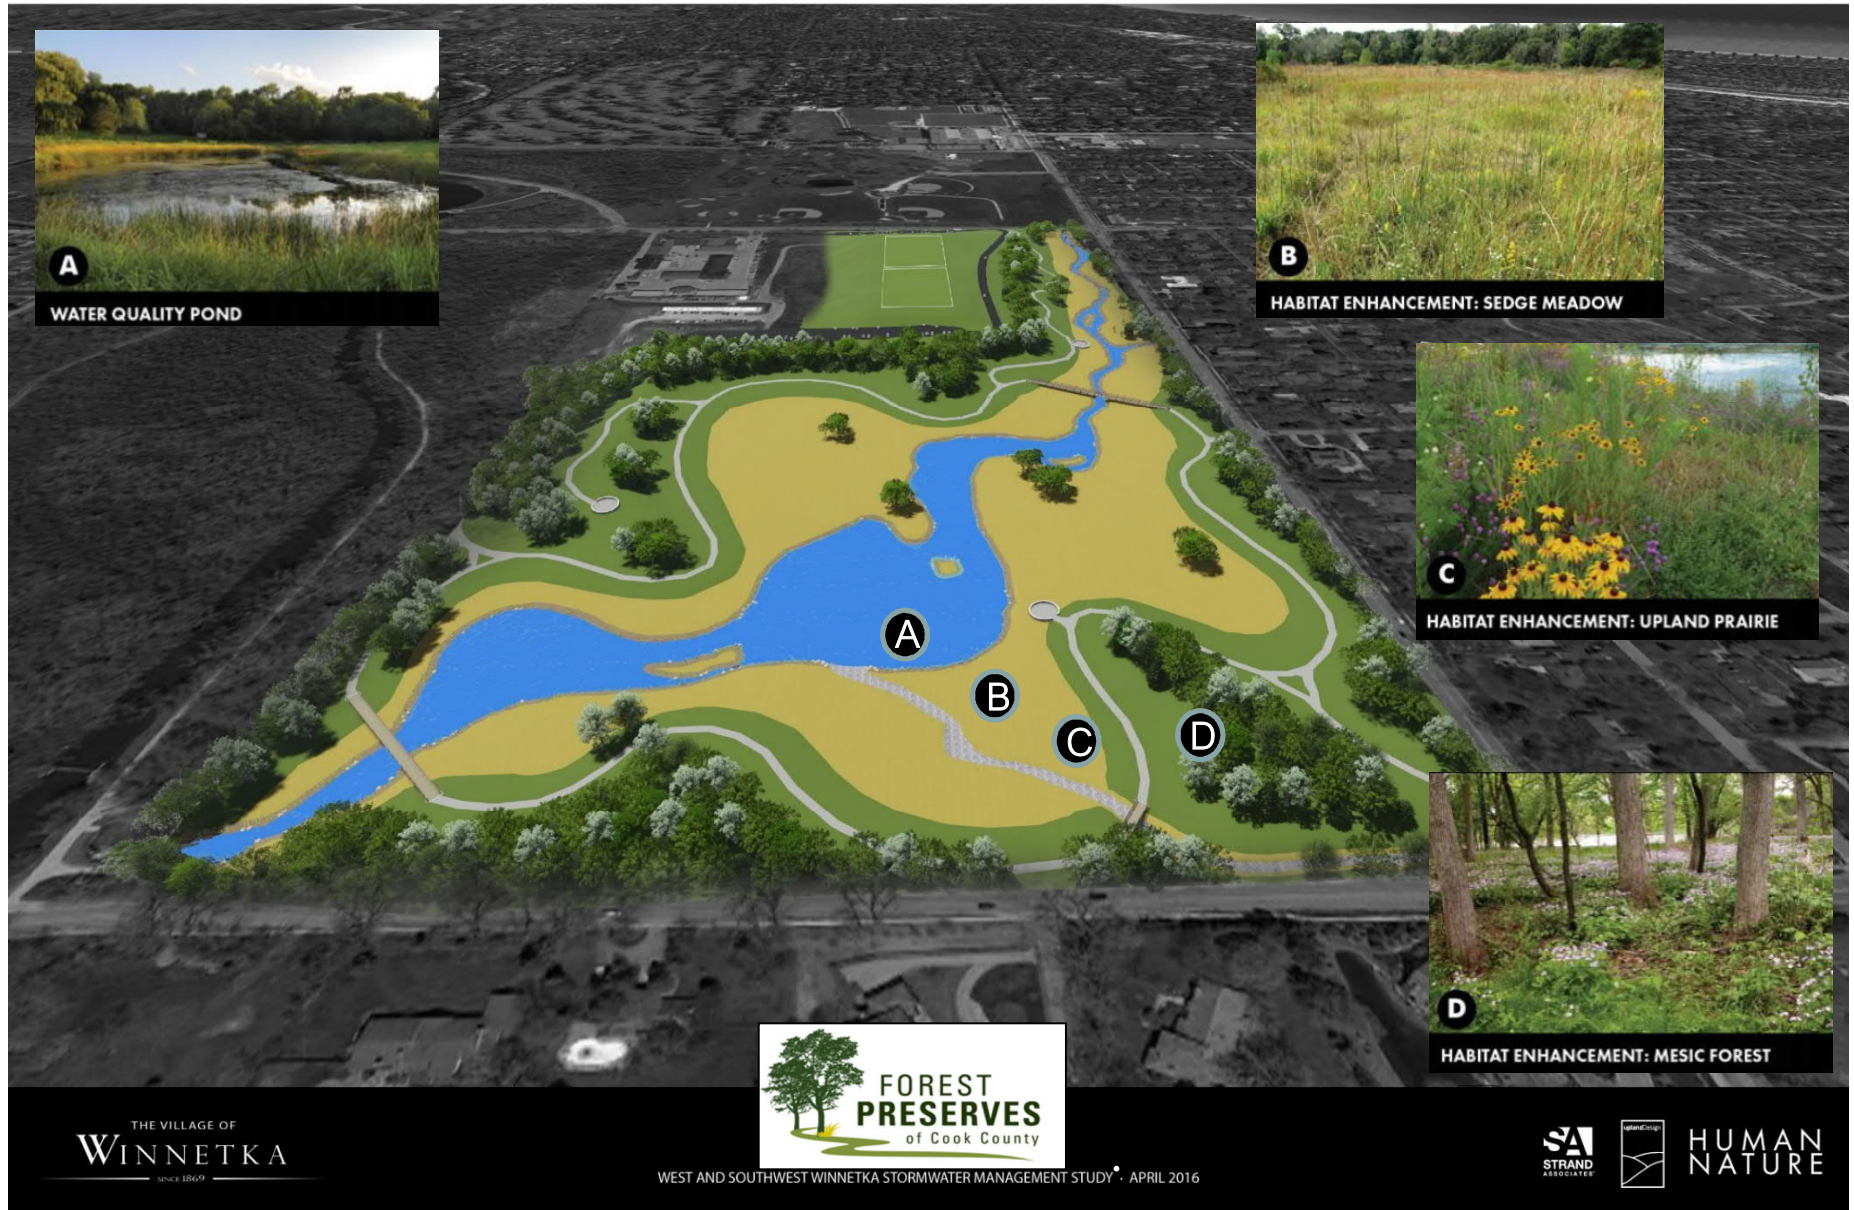 A
WATER QUALITY POND
B
HABITAT ENHANCEMENT: SEDGE MEADOW
C
HABITAT ENHANCEMENT: UPLAND PRAIRIE
A
B
C
D
D
HABITAT ENHANCEMENT: MESIC FOREST
THE VILLAGE OF
WINNETKA
SINCE 1869
FOREST
PRESERVES
of Cook County
WEST AND SOUTHWEST WINNETKA STORMWATER MANAGEMENT STUDY • APRIL 2016
SA
STRAND
ASSOCIATES
uplandDesign
HUMAN
NATURE